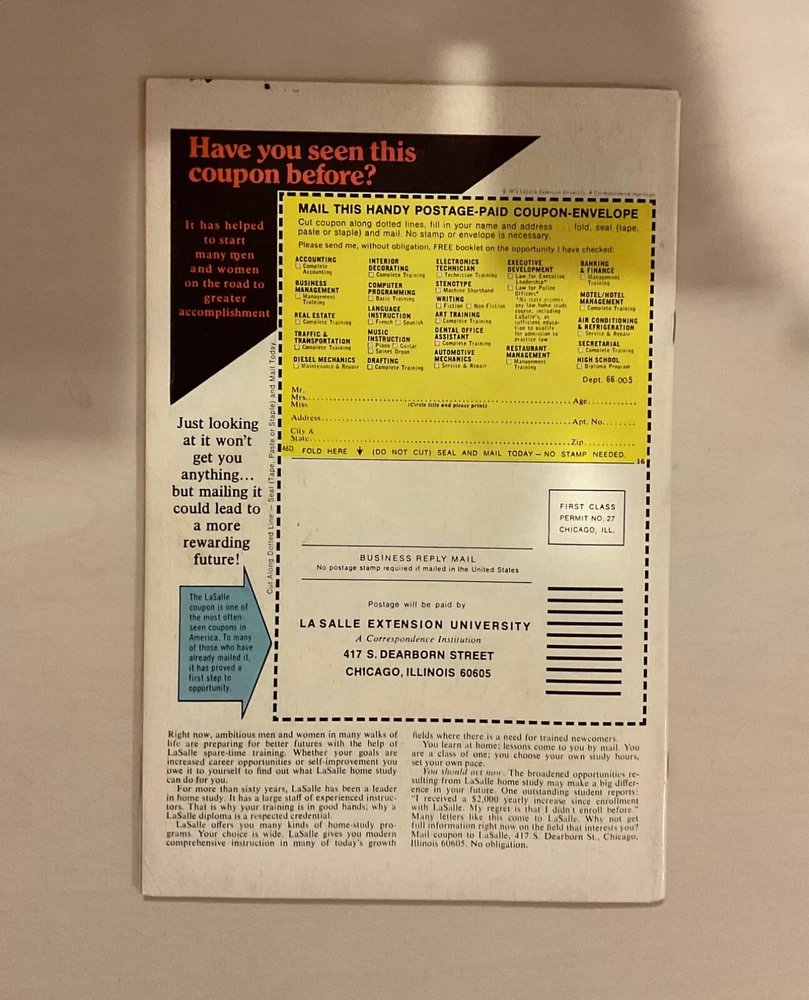 Have you seen this
coupon before?
It has helped
to start
many men
and women
on the road to
greater
accomplishment
© 1972 LaSalle Extension University, A Correspondence Institution
MAIL THIS HANDY POSTAGE-PAID COUPON-ENVELOPE
Cut coupon along dotted lines, fill in your name and address . . . fold, seal (tape,
paste or staple) and mail. No stamp or envelope is necessary.
Please send me, without obligation, FREE booklet on the opportunity I have checked:
ACCOUNTING
☐ Complete
Accounting
BUSINESS
MANAGEMENT
☐ Management
Training
REAL ESTATE
☐ Complete Training
TRAFFIC &
TRANSPORTATION
☐ Complete Training
DIESEL MECHANICS
☐ Maintenance & Repair
INTERIOR
DECORATING
☐ Complete Training
COMPUTER
PROGRAMMING
☐ Basic Training
LANGUAGE
INSTRUCTION
☐ French ☐ Spanish
MUSIC
INSTRUCTION
☐ Piano ☐ Guitar
☐ Spinet Organ
DRAFTING
☐ Complete Training
ELECTRONICS
TECHNICIAN
☐ Technician Training
STENOTYPE
☐ Machine Shorthand
WRITING
☐ Fiction ☐ Non-Fiction
ART TRAINING
☐ Complete Training
DENTAL OFFICE
ASSISTANT
☐ Complete Training
AUTOMOTIVE
MECHANICS
☐ Service & Repair
EXECUTIVE
DEVELOPMENT
☐ Law for Executive
Leadership*
☐ Law for Police
Officers*
*No state accepts
any law home study
course, including
LaSalle's, as
sufficient educa-
tion to qualify
for admission to
practice law.
RESTAURANT
MANAGEMENT
☐ Management
Training
BANKING
& FINANCE
☐ Management
Training
MOTEL/HOTEL
MANAGEMENT
☐ Complete Training
AIR CONDITIONING
& REFRIGERATION
☐ Service & Repair
SECRETARIAL
☐ Complete Training
HIGH SCHOOL
☐ Diploma Program
Dept. 66-005
Mr.
Mrs. Age
Miss (Circle title and please print)
Address Apt. No.
City &
State Zip
46D FOLD HERE ↓ (DO NOT CUT) SEAL AND MAIL TODAY – NO STAMP NEEDED. 16
Cut Along Dotted Line – Seal (Tape, Paste or Staple) and Mail Today.
Just looking
at it won't
get you
anything...
but mailing it
could lead to
a more
rewarding
future!
FIRST CLASS
PERMIT NO. 27
CHICAGO, ILL.
BUSINESS REPLY MAIL
No postage stamp required if mailed in the United States
Postage will be paid by
LA SALLE EXTENSION UNIVERSITY
A Correspondence Institution
417 S. DEARBORN STREET
CHICAGO, ILLINOIS 60605
The LaSalle
coupon is one of
the most often-
seen coupons in
America. To many
of those who have
already mailed it,
it has proved a
first step to
opportunity.
Right now, ambitious men and women in many walks of
life are preparing for better futures with the help of
LaSalle spare-time training. Whether your goals are
increased career opportunities or self-improvement you
owe it to yourself to find out what LaSalle home study
can do for you.
For more than sixty years, LaSalle has been a leader
in home study. It has a large staff of experienced instruc-
tors. That is why your training is in good hands; why a
LaSalle diploma is a respected credential.
LaSalle offers you many kinds of home-study pro-
grams. Your choice is wide. LaSalle gives you modern
comprehensive instruction in many of today's growth
fields where there is a need for trained newcomers.
You learn at home; lessons come to you by mail. You
are a class of one; you choose your own study hours,
set your own pace.
You should act now. The broadened opportunities re-
sulting from LaSalle home study may make a big differ-
ence in your future. One outstanding student reports:
"I received a $2,000 yearly increase since enrollment
with LaSalle. My regret is that I didn't enroll before."
Many letters like this come to LaSalle. Why not get
full information right now on the field that interests you?
Mail coupon to LaSalle, 417 S. Dearborn St., Chicago,
Illinois 60605. No obligation.